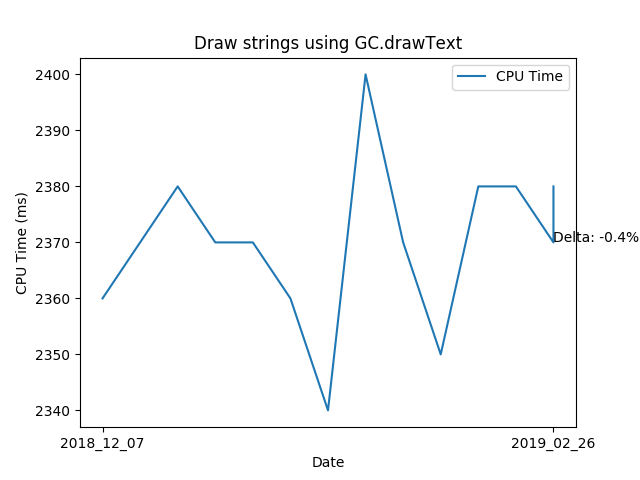 Draw strings using GC.drawText
CPU Time
2400
2390
2380
2370
2360
2350
2340
CPU Time (ms)
Delta: -0.4%
2018_12_07
2019_02_26
Date